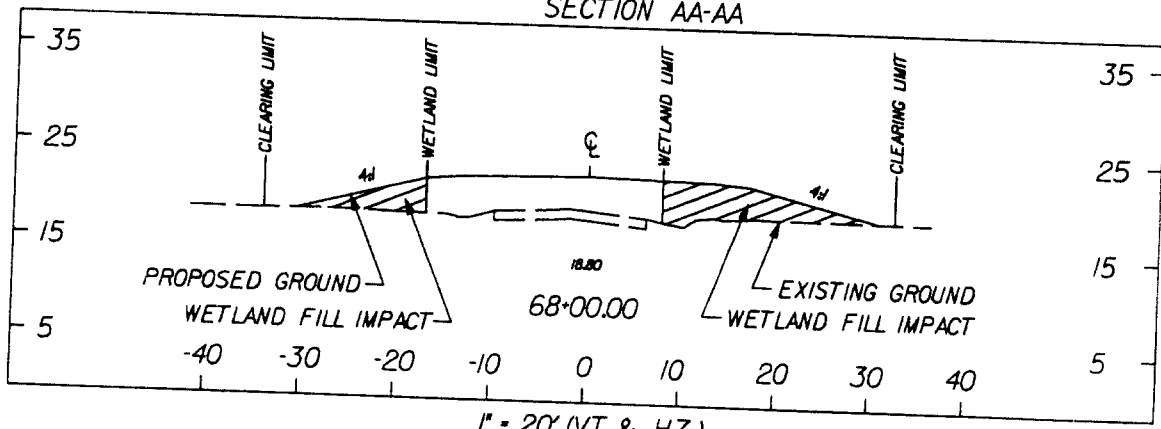 SECTION AA-AA
35
35
25
25
15
15
5
5
CLEARING LIMIT
WETLAND LIMIT
℄
WETLAND LIMIT
CLEARING LIMIT
4:1
4:1
PROPOSED GROUND
WETLAND FILL IMPACT
18.80
68+00.00
EXISTING GROUND
WETLAND FILL IMPACT
-40 -30 -20 -10 0 10 20 30 40
1" = 20' (VT & HZ)